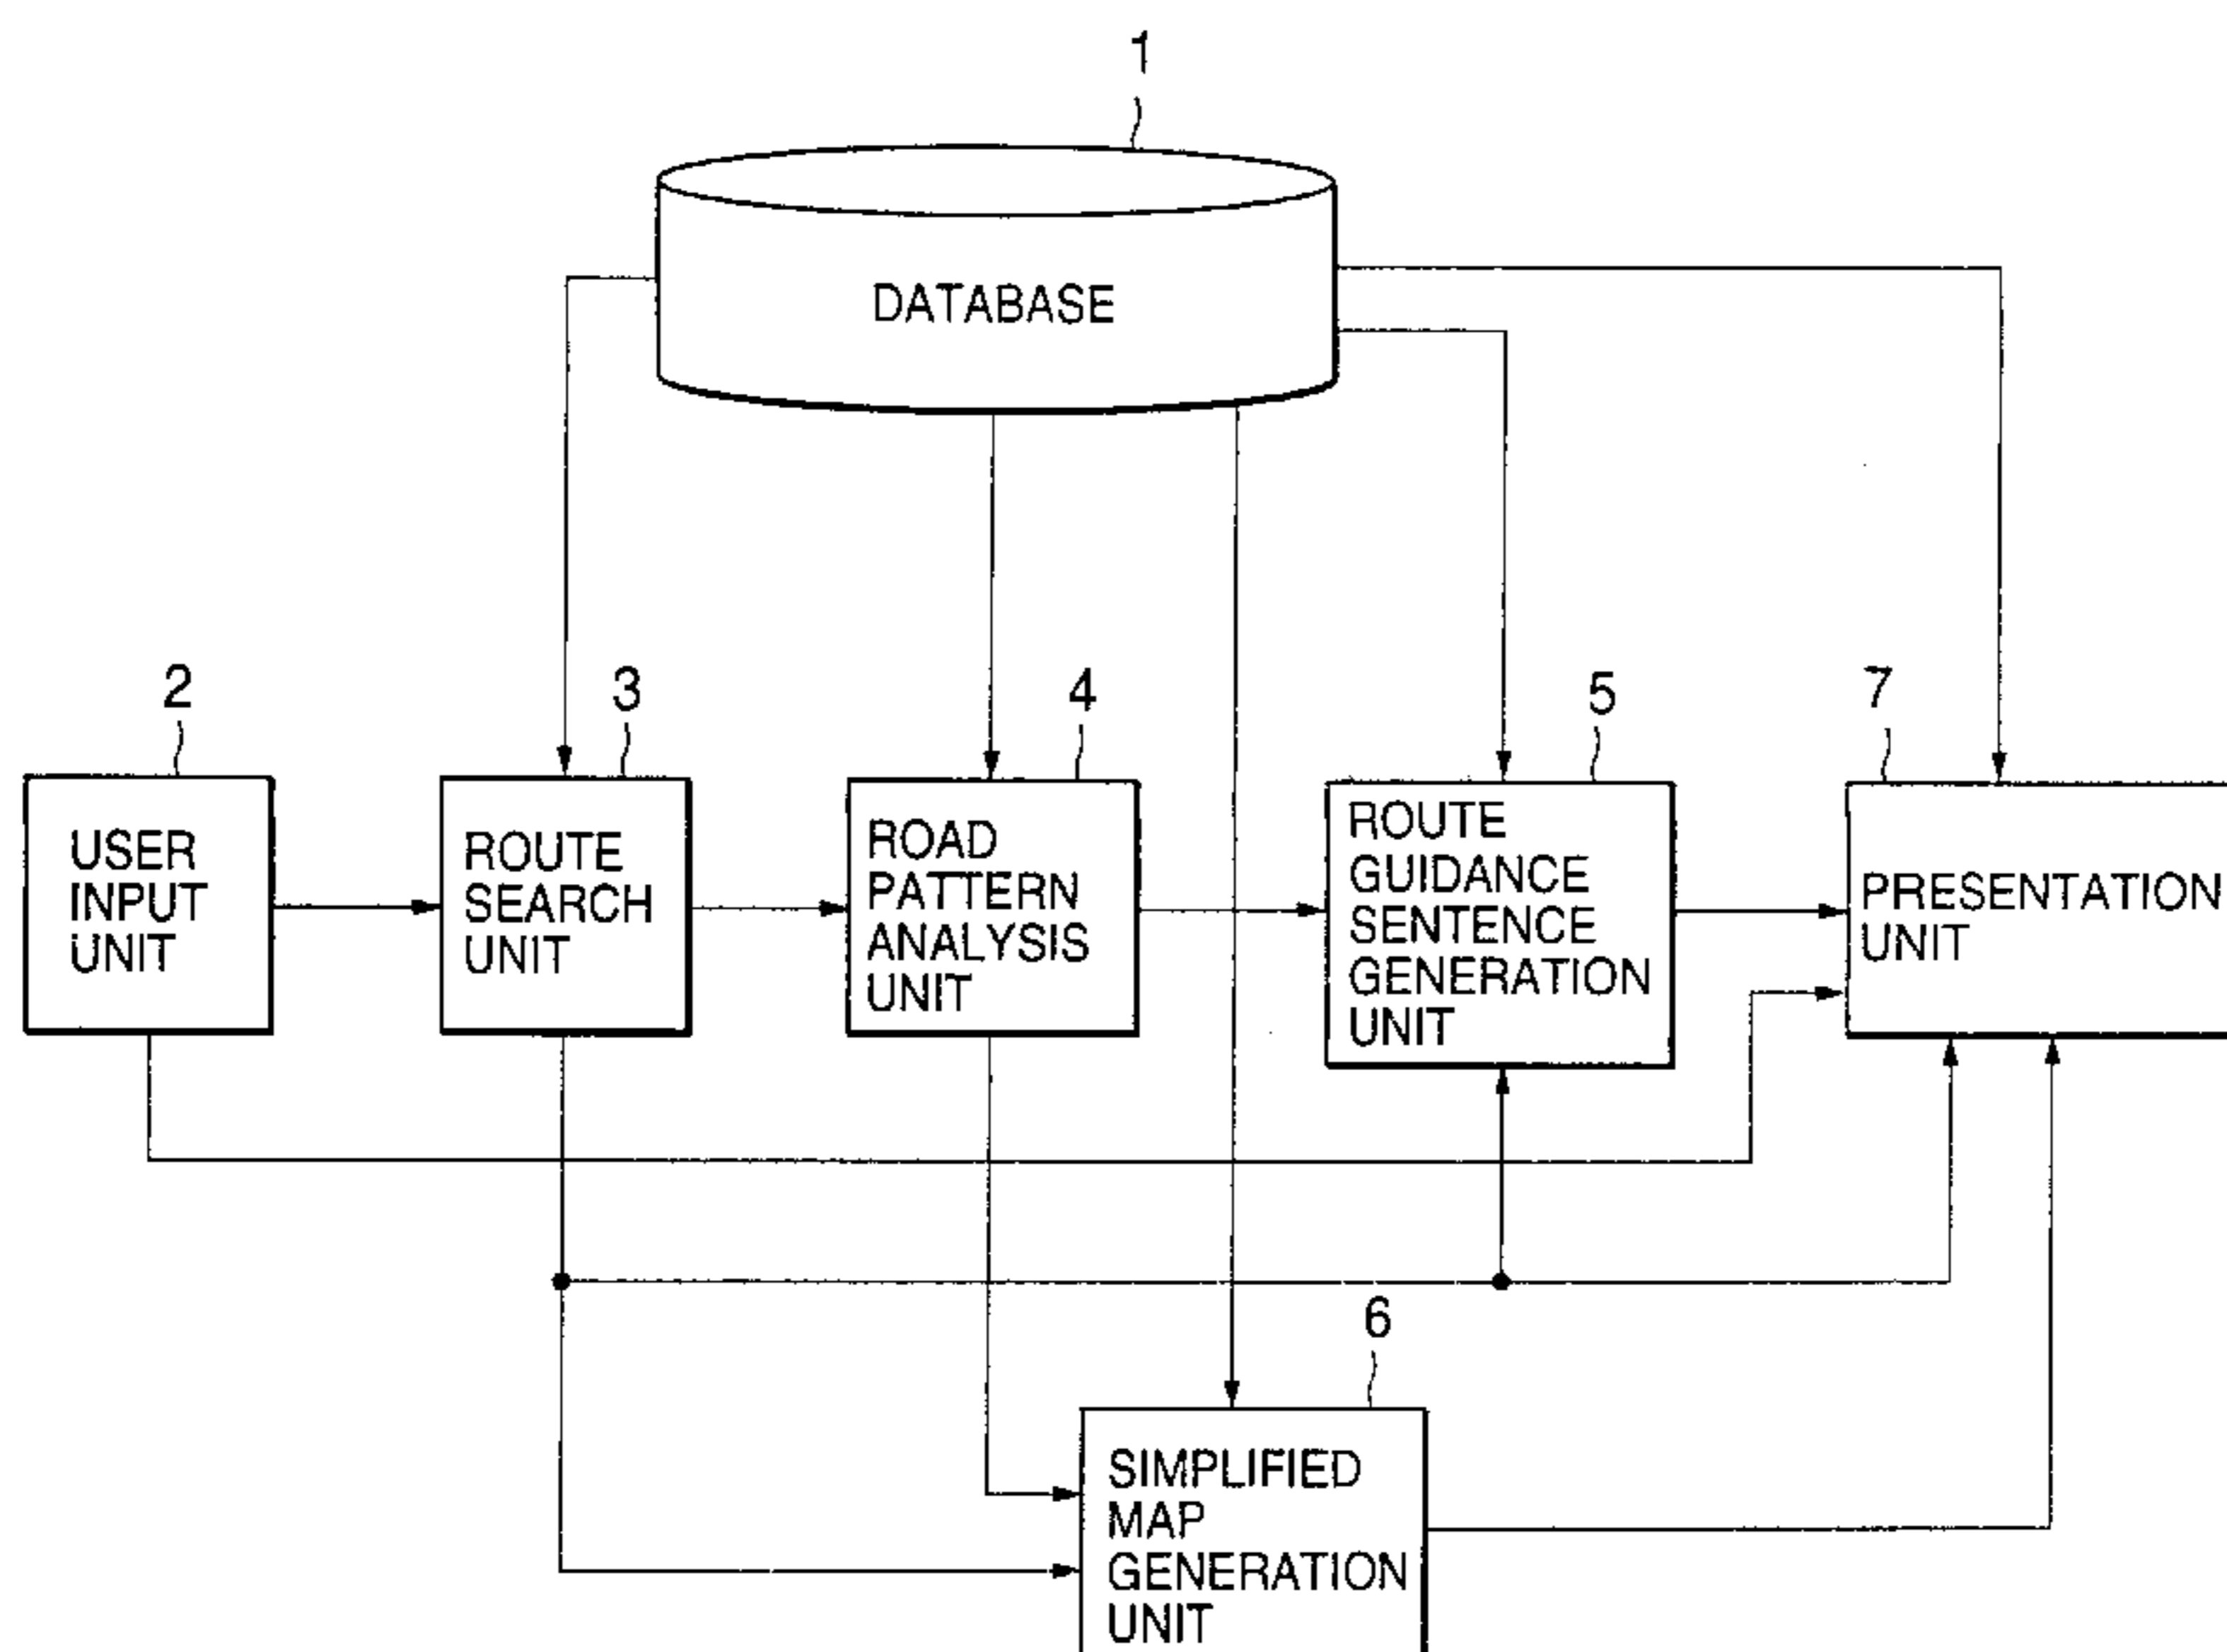 1
DATABASE
2
USER
INPUT
UNIT
3
ROUTE
SEARCH
UNIT
4
ROAD
PATTERN
ANALYSIS
UNIT
5
ROUTE
GUIDANCE
SENTENCE
GENERATION
UNIT
7
PRESENTATION
UNIT
6
SIMPLIFIED
MAP
GENERATION
UNIT